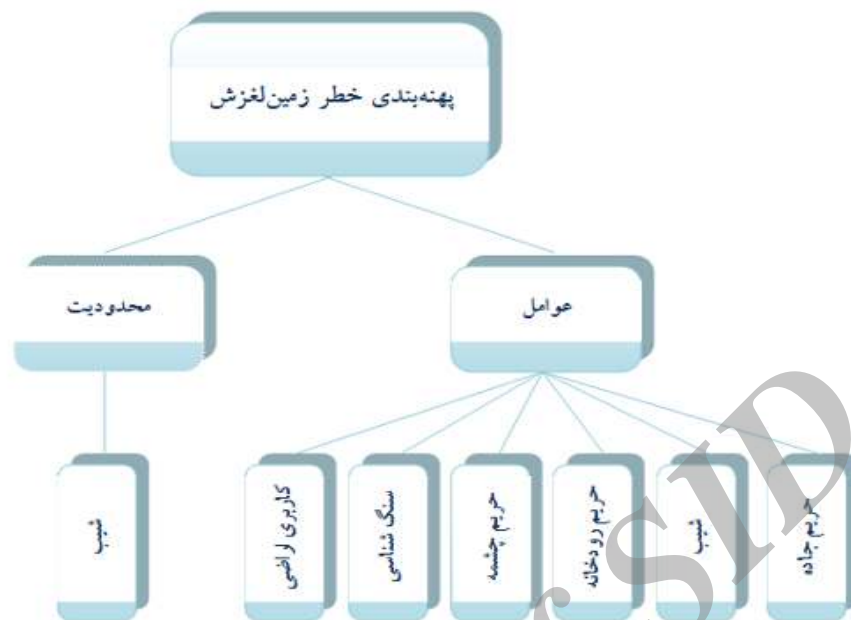 پهنه‌بندی خطر زمین‌لغزش
عوامل
محدودیت
حریم جاده
شیب
حریم رودخانه
حریم چشمه
سنگ شناسی
کاربری اراضی
شیب
SID